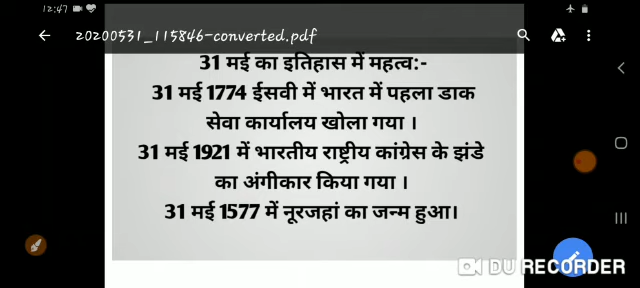 12:47
20200531_115846-converted.pdf
31 मई का इतिहास में महत्व:-
31 मई 1774 ईसवी में भारत में पहला डाक
सेवा कार्यालय खोला गया ।
31 मई 1921 में भारतीय राष्ट्रीय कांग्रेस के झंडे
का अंगीकार किया गया ।
31 मई 1577 में नूरजहां का जन्म हुआ।
DU RECORDER